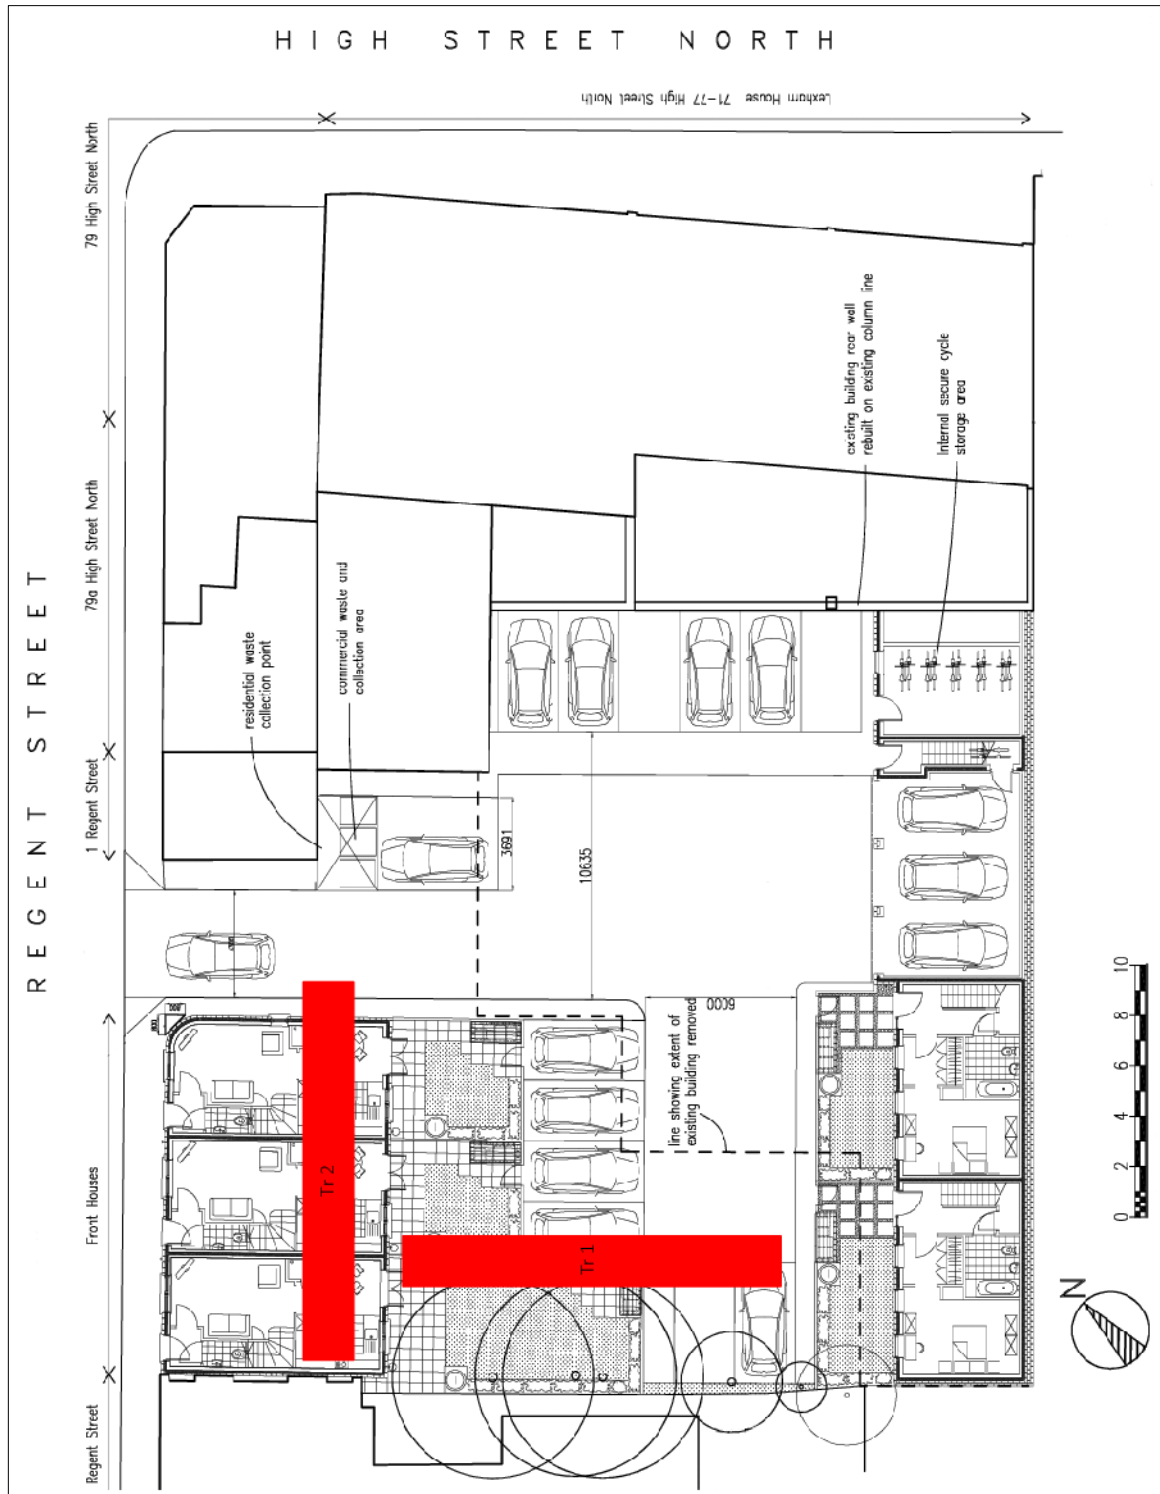 HIGH STREET NORTH
Lexham House 71-77 High Street North
79 High Street North
79a High Street North
1 Regent Street
REGENT STREET
Front Houses
Regent Street
existing building rear wall
rebuilt on existing column line
Internal secure cycle
storage area
commercial waste and
collection area
residential waste
collection point
3691
10635
6000
800
line showing extent of
existing building removed
Tr 2
Tr 1
0 2 4 6 8 10
N